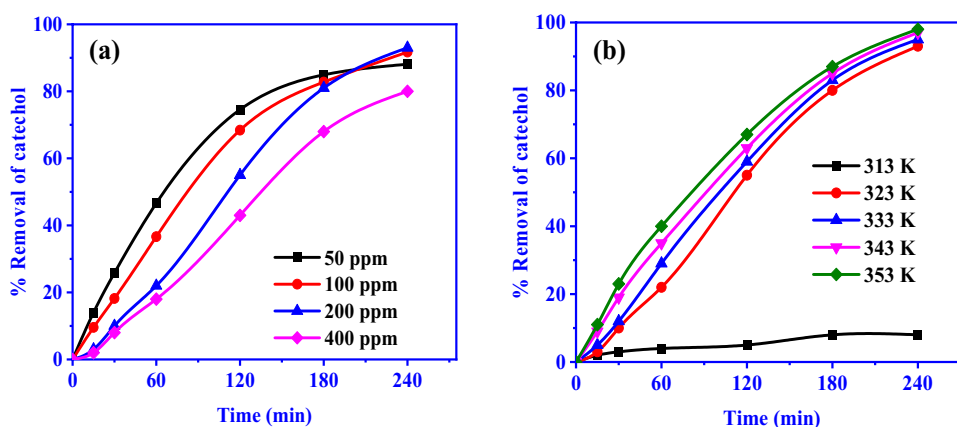 (a)
% Removal of catechol
100
80
60
40
20
0
0 60 120 180 240
Time (min)
50 ppm
100 ppm
200 ppm
400 ppm
(b)
% Removal of catechol
100
80
60
40
20
0
0 60 120 180 240
Time (min)
313 K
323 K
333 K
343 K
353 K